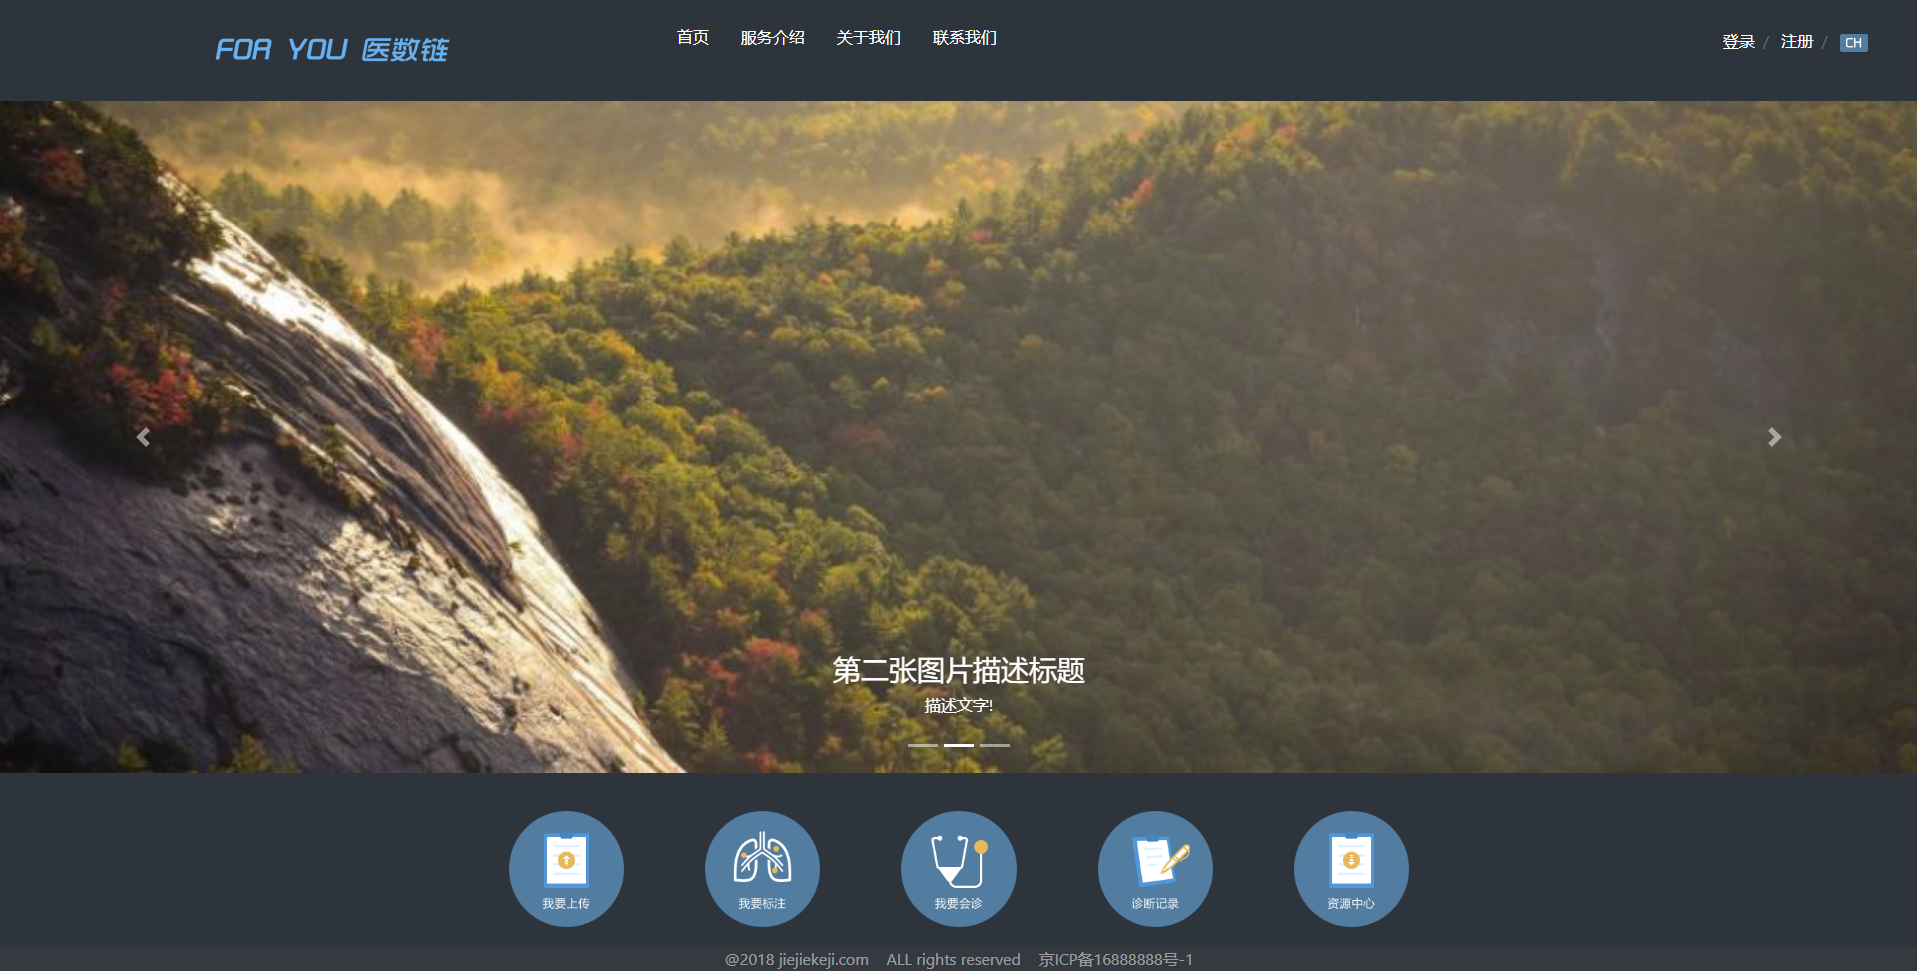 FOR YOU 医数链
首页 服务介绍 关于我们 联系我们
登录 / 注册 / CH
第二张图片描述标题
描述文字!
我要上传 我要标注 我要会诊 诊断记录 资源中心
@2018 jiejiekeji.com ALL rights reserved 京ICP备16888888号-1